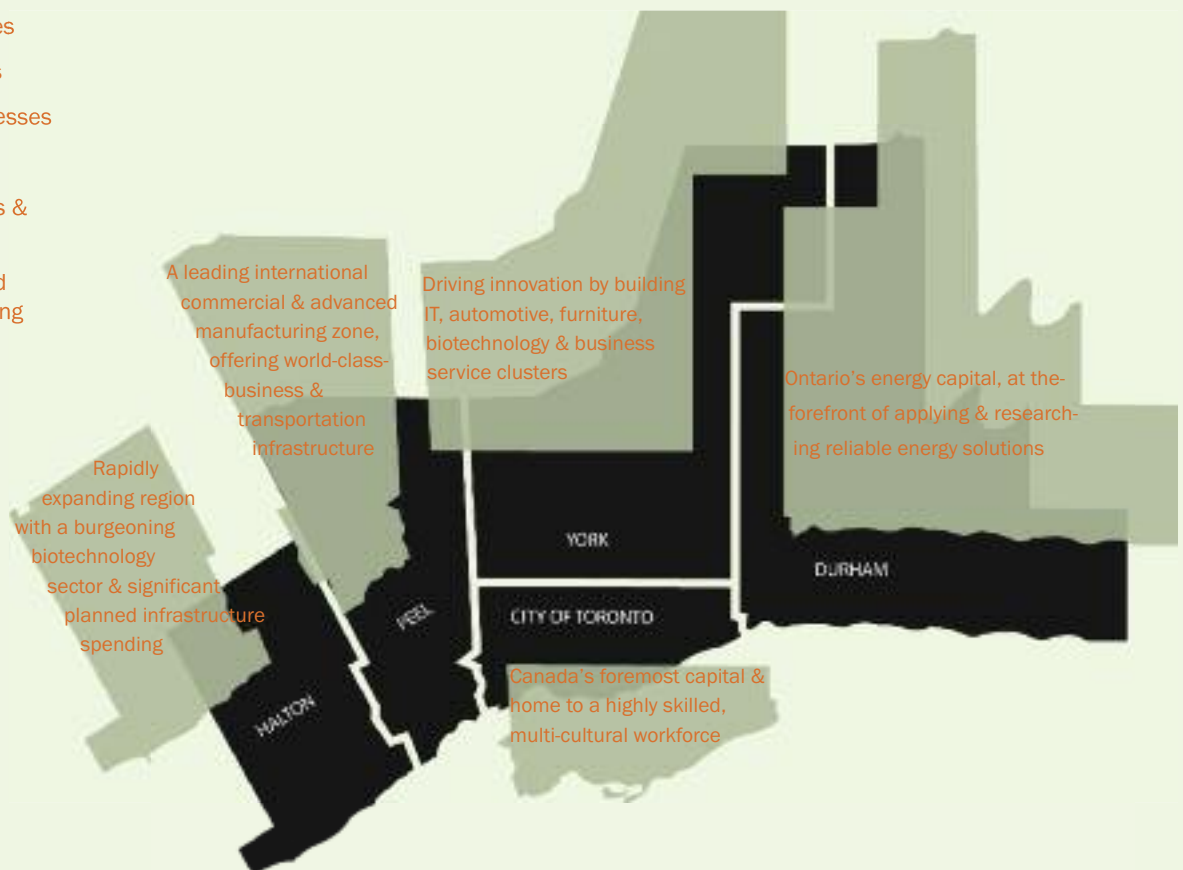 s &
A leading international
commercial & advanced
manufacturing zone,
offering world-class-
business &
transportation
infrastructure
Driving innovation by building
IT, automotive, furniture,
biotechnology & business
service clusters
Ontario’s energy capital, at the-
forefront of applying & research-
ing reliable energy solutions
Rapidly
expanding region
with a burgeoning
biotechnology
sector & significant
planned infrastructure
spending
YORK
DURHAM
PEEL
CITY OF TORONTO
HALTON
Canada’s foremost capital &
home to a highly skilled,
multi-cultural workforce